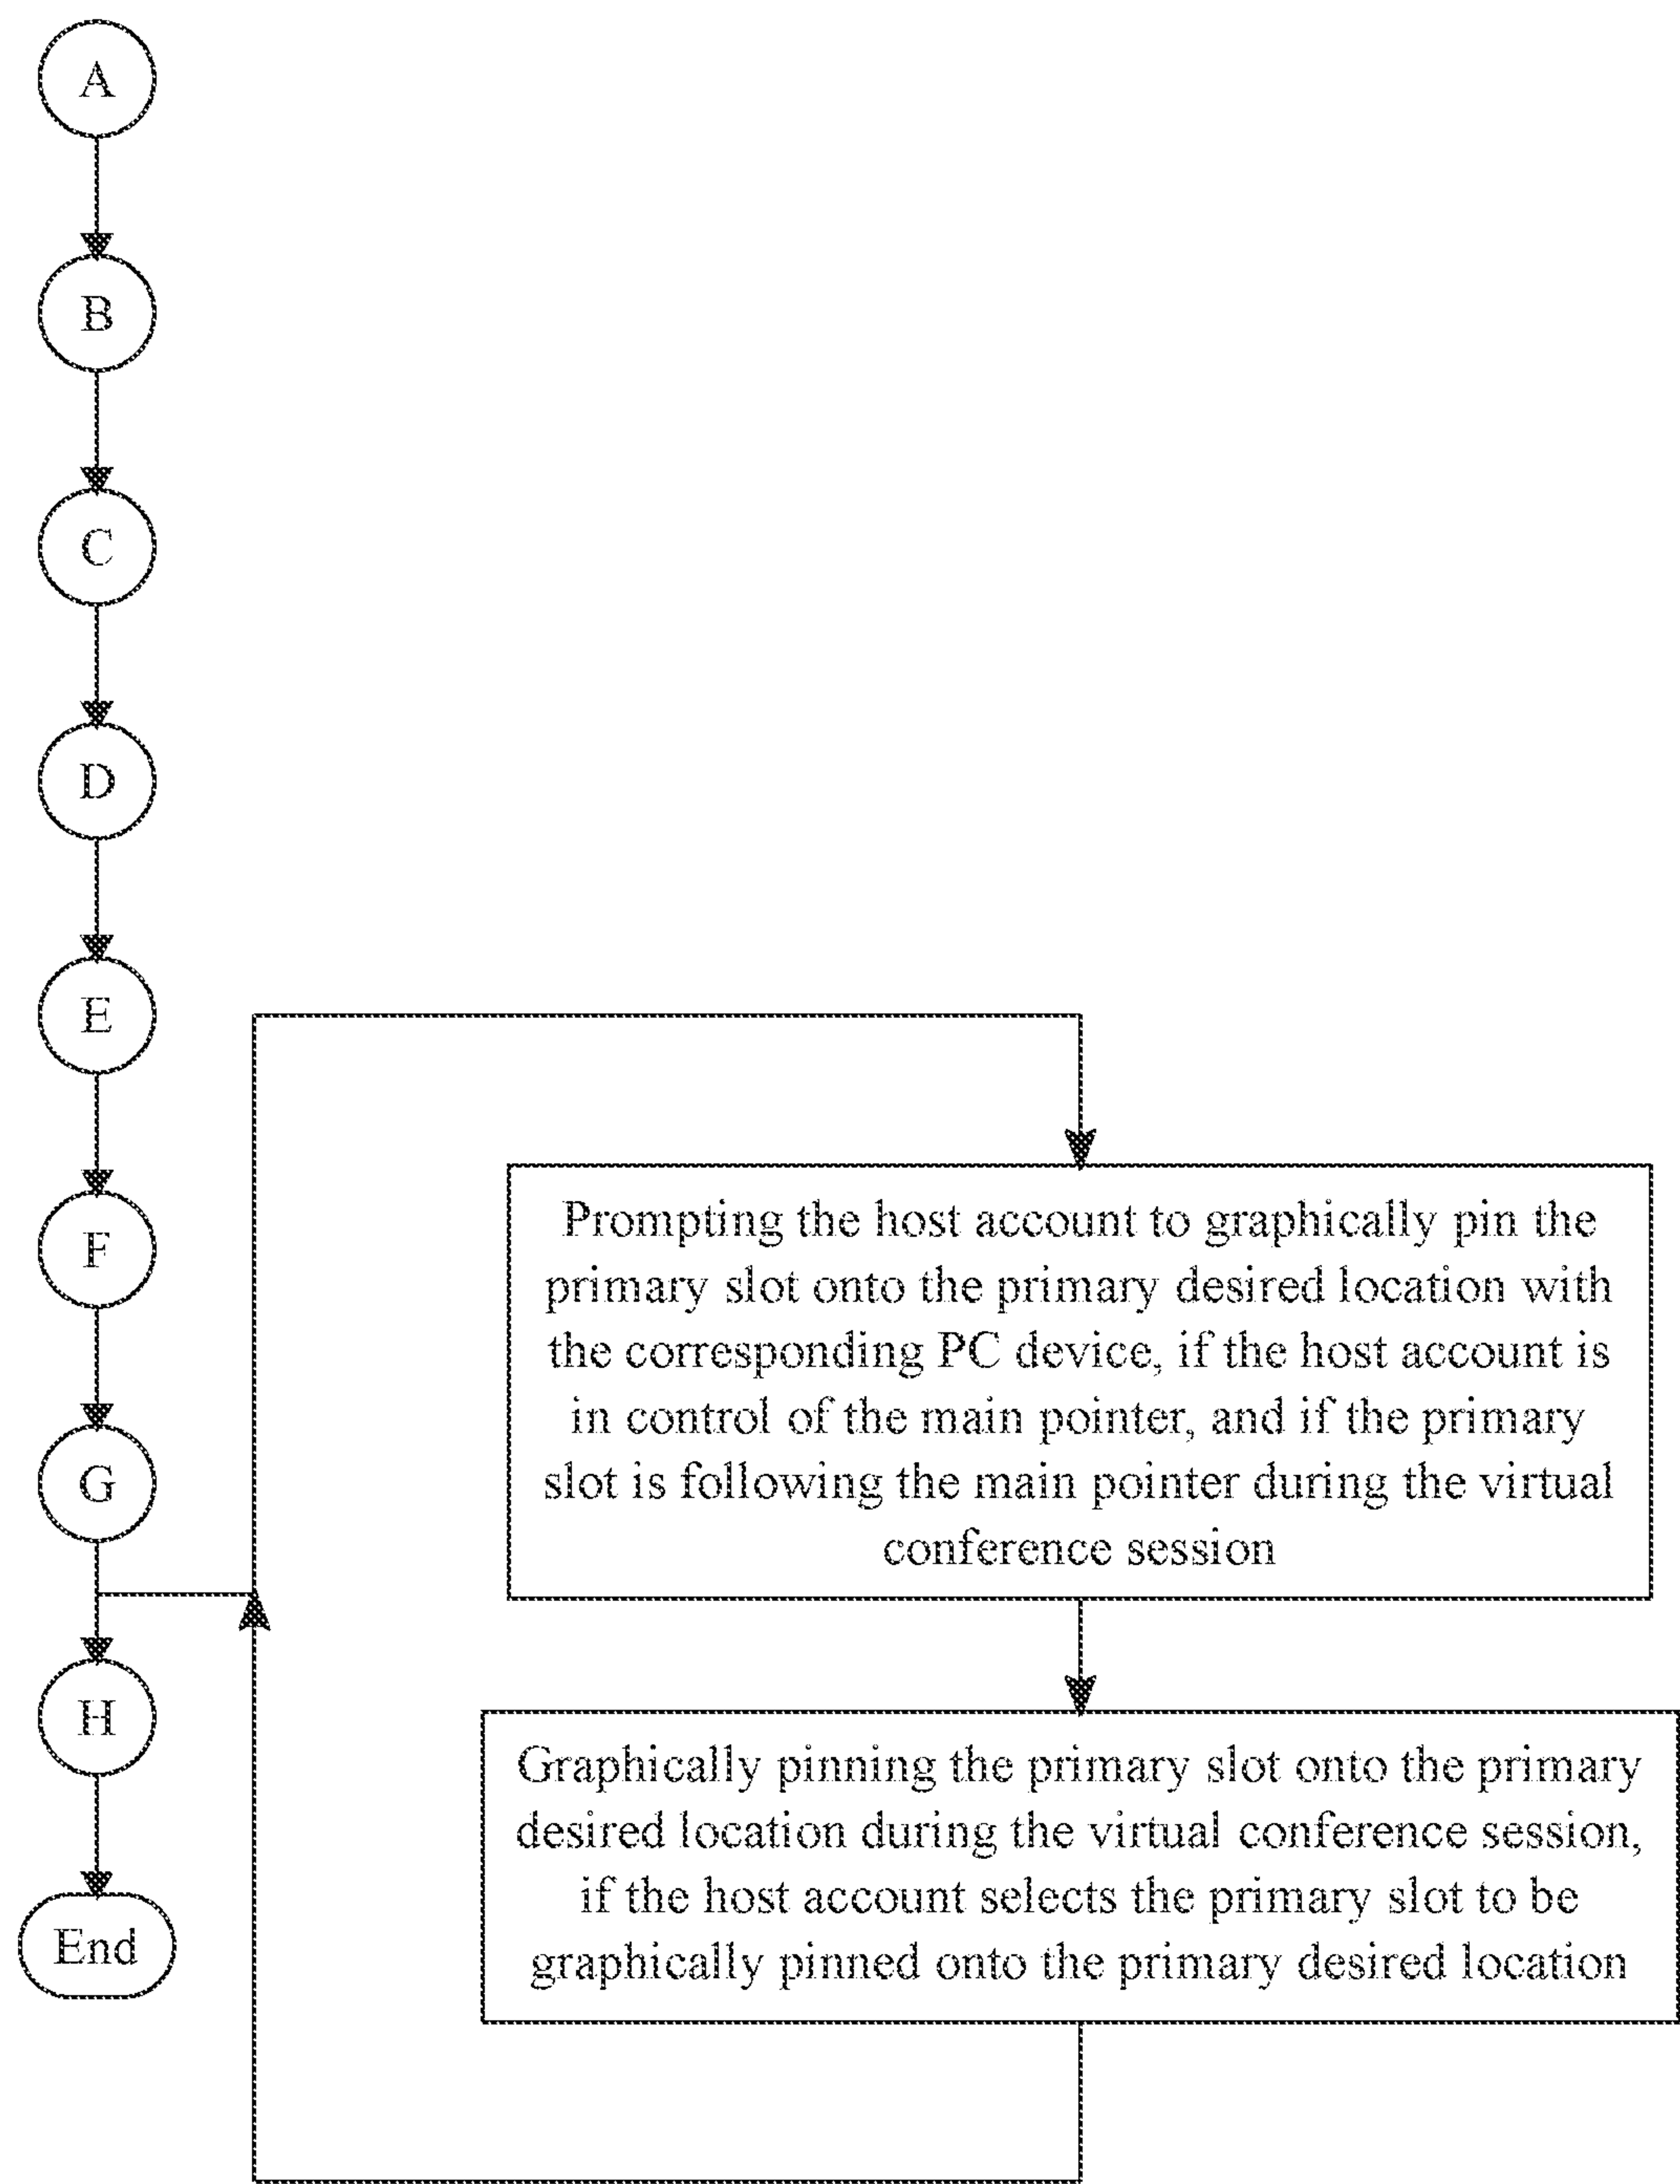 A
B
C
D
E
F
G
H
End
Prompting the host account to graphically pin the
primary slot onto the primary desired location with
the corresponding PC device, if the host account is
in control of the main pointer, and if the primary
slot is following the main pointer during the virtual
conference session
Graphically pinning the primary slot onto the primary
desired location during the virtual conference session,
if the host account selects the primary slot to be
graphically pinned onto the primary desired location